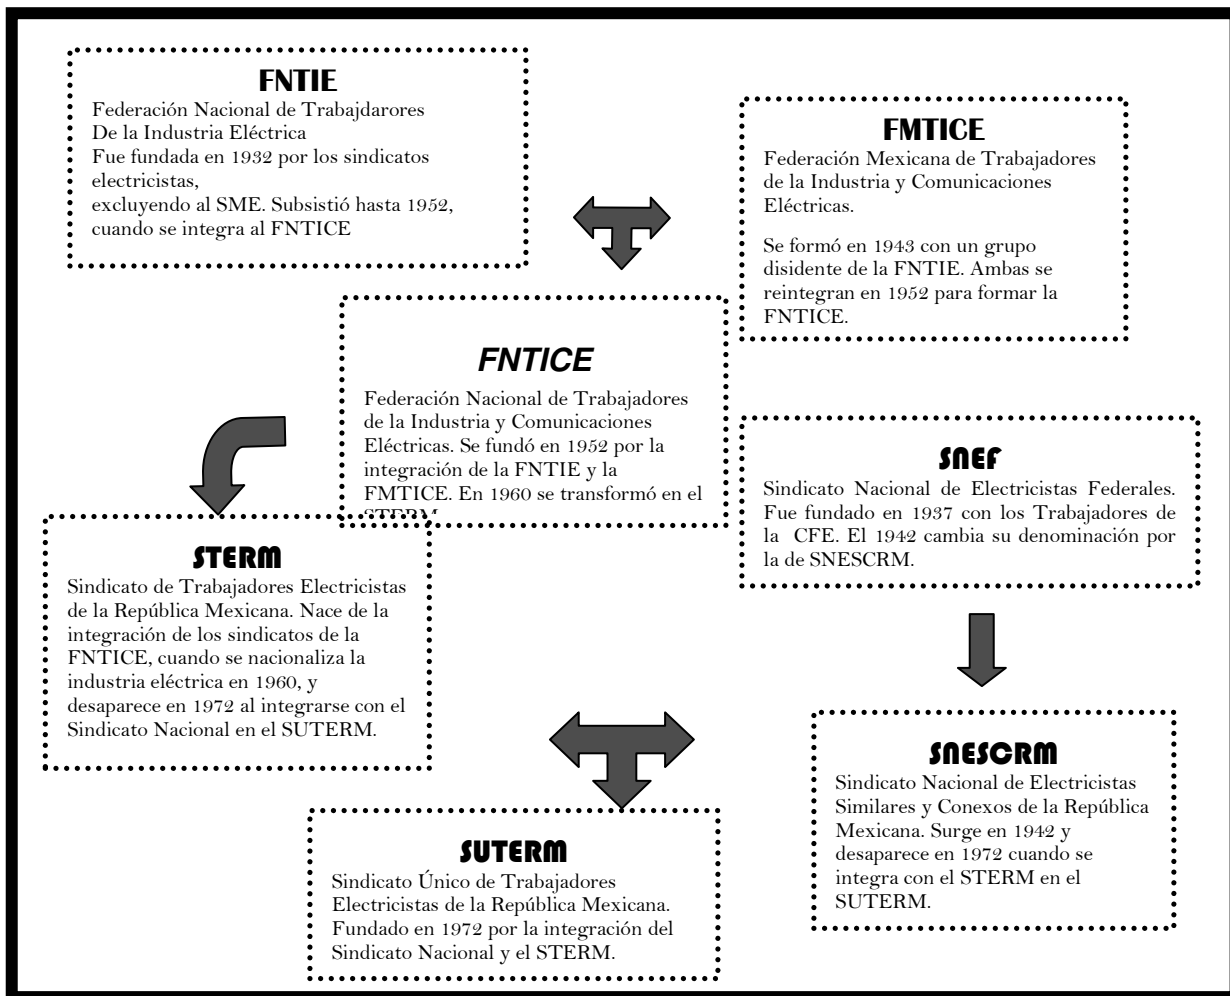 FNTIE
Federación Nacional de Trabajdarores
De la Industria Eléctrica
Fue fundada en 1932 por los sindicatos
electricistas,
excluyendo al SME. Subsistió hasta 1952,
cuando se integra al FNTICE
FMTICE
Federación Mexicana de Trabajadores
de la Industria y Comunicaciones
Eléctricas.
Se formó en 1943 con un grupo
disidente de la FNTIE. Ambas se
reintegran en 1952 para formar la
FNTICE.
FNTICE
Federación Nacional de Trabajadores
de la Industria y Comunicaciones
Eléctricas. Se fundó en 1952 por la
integración de la FNTIE y la
FMTICE. En 1960 se transformó en el
STERM
SNEF
Sindicato Nacional de Electricistas Federales.
Fue fundado en 1937 con los Trabajadores de
la CFE. El 1942 cambia su denominación por
la de SNESCRM.
STERM
Sindicato de Trabajadores Electricistas
de la República Mexicana. Nace de la
integración de los sindicatos de la
FNTICE, cuando se nacionaliza la
industria eléctrica en 1960, y
desaparece en 1972 al integrarse con el
Sindicato Nacional en el SUTERM.
SNESCRM
Sindicato Nacional de Electricistas
Similares y Conexos de la República
Mexicana. Surge en 1942 y
desaparece en 1972 cuando se
integra con el STERM en el
SUTERM.
SUTERM
Sindicato Único de Trabajadores
Electricistas de la República Mexicana.
Fundado en 1972 por la integración del
Sindicato Nacional y el STERM.